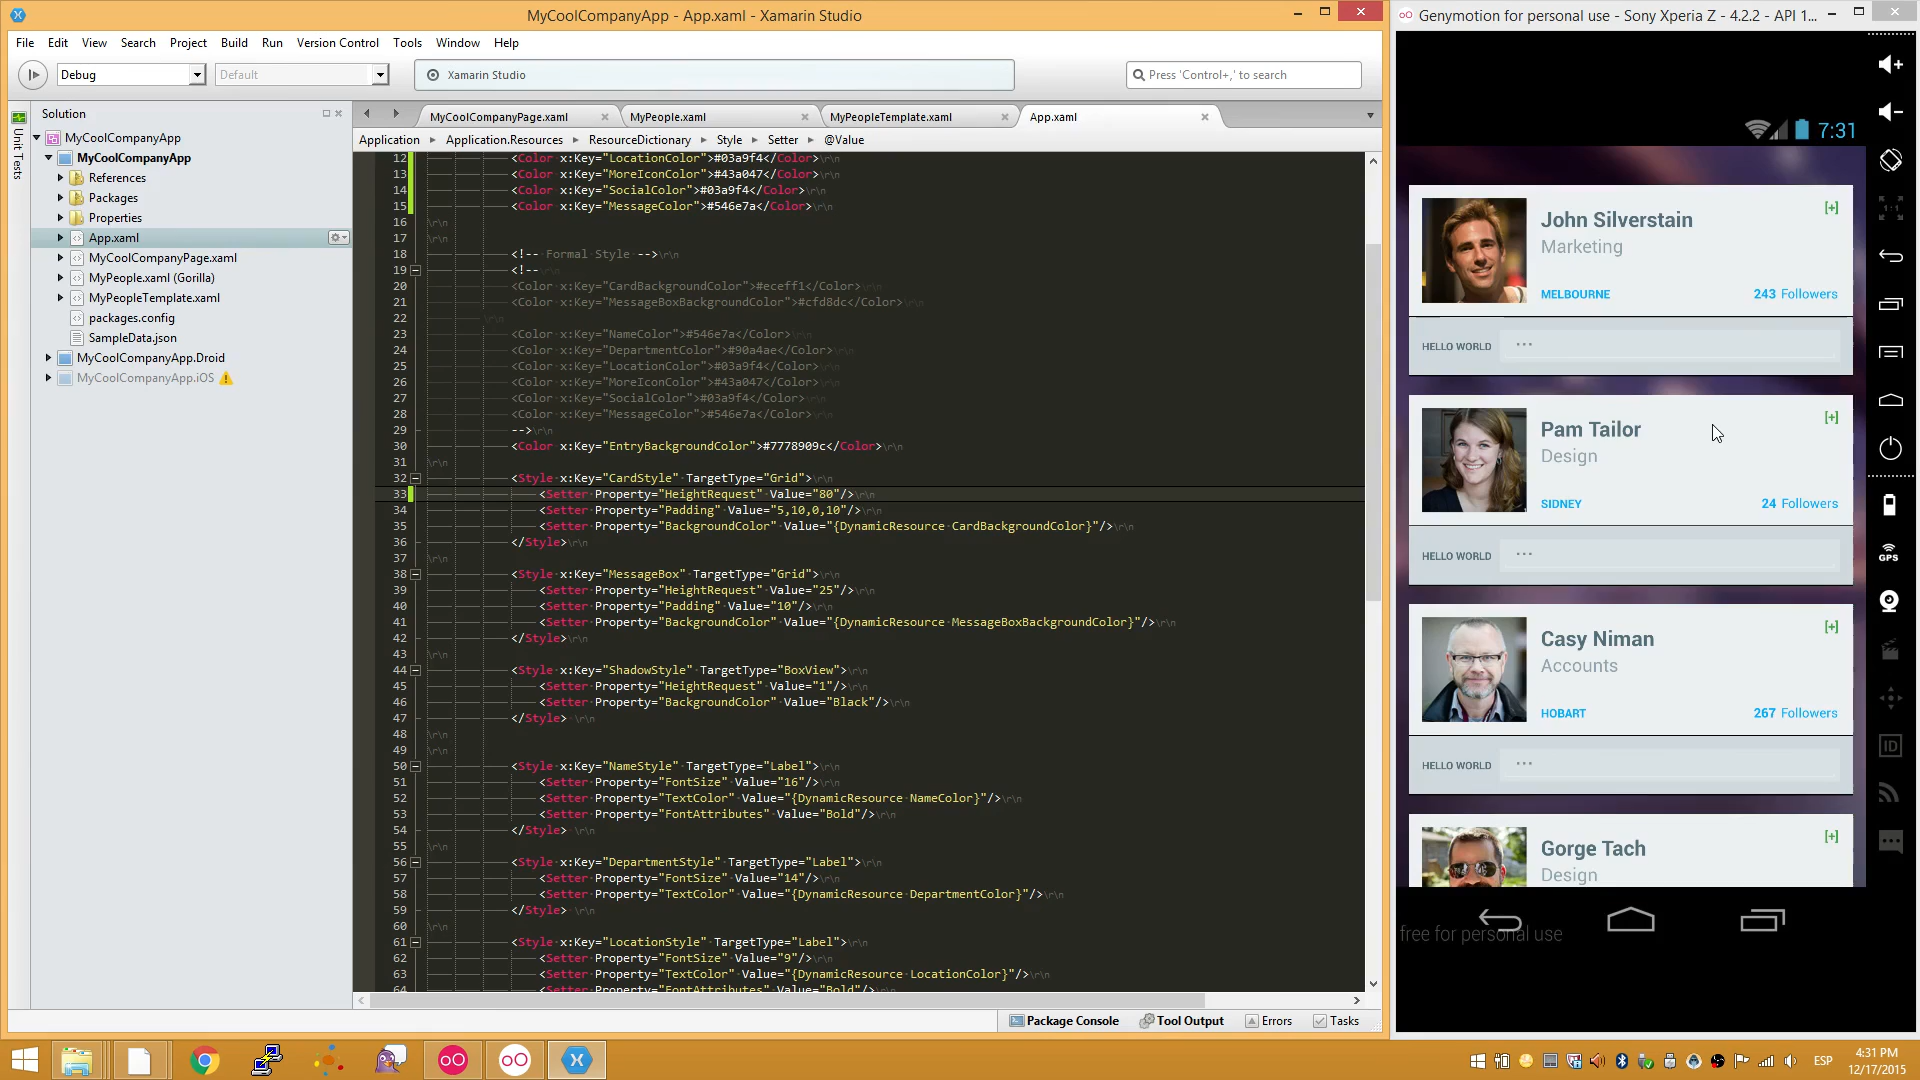 MyCoolCompanyApp - App.xaml - Xamarin Studio
File Edit View Search Project Build Run Version Control Tools Window Help
Debug
Default
Xamarin Studio
Press 'Control+,' to search
Unit Tests
Solution
MyCoolCompanyApp
MyCoolCompanyApp
References
Packages
Properties
App.xaml
MyCoolCompanyPage.xaml
MyPeople.xaml (Gorilla)
MyPeopleTemplate.xaml
packages.config
SampleData.json
MyCoolCompanyApp.Droid
MyCoolCompanyApp.iOS
MyCoolCompanyPage.xaml MyPeople.xaml MyPeopleTemplate.xaml App.xaml
Application Application.Resources ResourceDictionary Style Setter @Value
12 <Color x:Key="LocationColor">#03a9f4</Color>\r\n
13 <Color x:Key="MoreIconColor">#43a047</Color>\r\n
14 <Color x:Key="SocialColor">#03a9f4</Color>\r\n
15 <Color x:Key="MessageColor">#546e7a</Color>\r\n
16 \r\n
17 \r\n
18 <!-- Formal Style -->\r\n
19 <!-- \r\n
20 <Color x:Key="CardBackgroundColor">#eceff1</Color>\r\n
21 <Color x:Key="MessageBoxBackgroundColor">#cfd8dc</Color>\r\n
22 \r\n
23 <Color x:Key="NameColor">#546e7a</Color>\r\n
24 <Color x:Key="DepartmentColor">#90a4ae</Color>\r\n
25 <Color x:Key="LocationColor">#03a9f4</Color>\r\n
26 <Color x:Key="MoreIconColor">#43a047</Color>\r\n
27 <Color x:Key="SocialColor">#03a9f4</Color>\r\n
28 <Color x:Key="MessageColor">#546e7a</Color>\r\n
29 -->\r\n
30 <Color x:Key="EntryBackgroundColor">#7778909c</Color>\r\n
31 \r\n
32 <Style x:Key="CardStyle" TargetType="Grid">\r\n
33 <Setter Property="HeightRequest" Value="80"/>\r\n
34 <Setter Property="Padding" Value="5,10,0,10"/>\r\n
35 <Setter Property="BackgroundColor" Value="{DynamicResource CardBackgroundColor}"/>\r\n
36 </Style>\r\n
37 \r\n
38 <Style x:Key="MessageBox" TargetType="Grid">\r\n
39 <Setter Property="HeightRequest" Value="25"/>\r\n
40 <Setter Property="Padding" Value="10"/>\r\n
41 <Setter Property="BackgroundColor" Value="{DynamicResource MessageBoxBackgroundColor}"/>\r\n
42 </Style>\r\n
43 \r\n
44 <Style x:Key="ShadowStyle" TargetType="BoxView">\r\n
45 <Setter Property="HeightRequest" Value="1"/>\r\n
46 <Setter Property="BackgroundColor" Value="Black"/>\r\n
47 </Style> \r\n
48 \r\n
49 \r\n
50 <Style x:Key="NameStyle" TargetType="Label">\r\n
51 <Setter Property="FontSize" Value="16"/>\r\n
52 <Setter Property="TextColor" Value="{DynamicResource NameColor}"/>\r\n
53 <Setter Property="FontAttributes" Value="Bold"/>\r\n
54 </Style> \r\n
55 \r\n
56 <Style x:Key="DepartmentStyle" TargetType="Label">\r\n
57 <Setter Property="FontSize" Value="14"/>\r\n
58 <Setter Property="TextColor" Value="{DynamicResource DepartmentColor}"/>\r\n
59 </Style> \r\n
60 \r\n
61 <Style x:Key="LocationStyle" TargetType="Label">\r\n
62 <Setter Property="FontSize" Value="9"/>\r\n
63 <Setter Property="TextColor" Value="{DynamicResource LocationColor}"/>\r\n
64 <Setter Property="FontAttributes" Value="Bold"/>\r\n
Package Console Tool Output Errors Tasks
Genymotion for personal use - Sony Xperia Z - 4.2.2 - API 1...
7:31
John Silverstain [+]
Marketing
MELBOURNE 243 Followers
HELLO WORLD ...
Pam Tailor [+]
Design
SIDNEY 24 Followers
HELLO WORLD ...
Casy Niman [+]
Accounts
HOBART 267 Followers
HELLO WORLD ...
Gorge Tach [+]
Design
free for personal use
1:1
GPS
ID
ESP
4:31 PM
12/17/2015